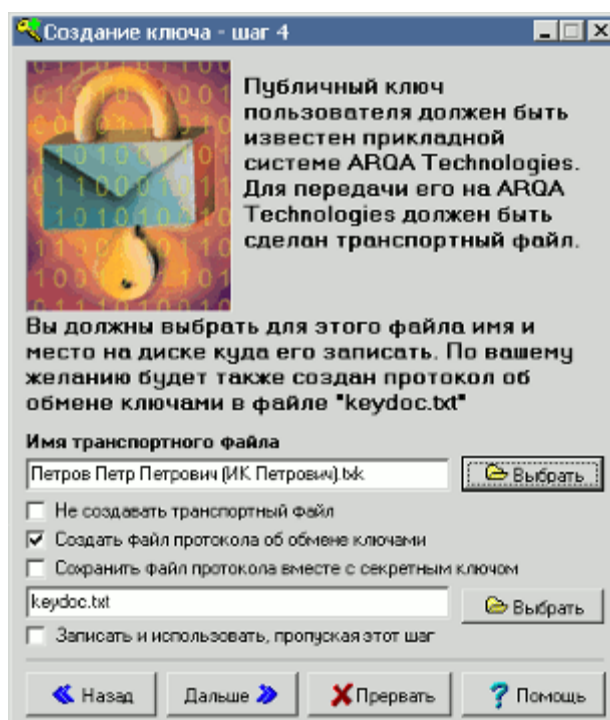 Создание ключа - шаг 4
Публичный ключ
пользователя должен быть
известен прикладной
системе ARQA Technologies.
Для передачи его на ARQA
Technologies должен быть
сделан транспортный файл.
Вы должны выбрать для этого файла имя и
место на диске куда его записать. По вашему
желанию будет также создан протокол об
обмене ключами в файле "keydoc.txt"
Имя транспортного файла
Петров Петр Петрович (ИК Петрович).txk
Выбрать
Не создавать транспортный файл
Создать файл протокола об обмене ключами
Сохранить файл протокола вместе с секретным ключом
keydoc.txt
Выбрать
Записать и использовать, пропуская этот шаг
Назад Дальше Прервать Помощь